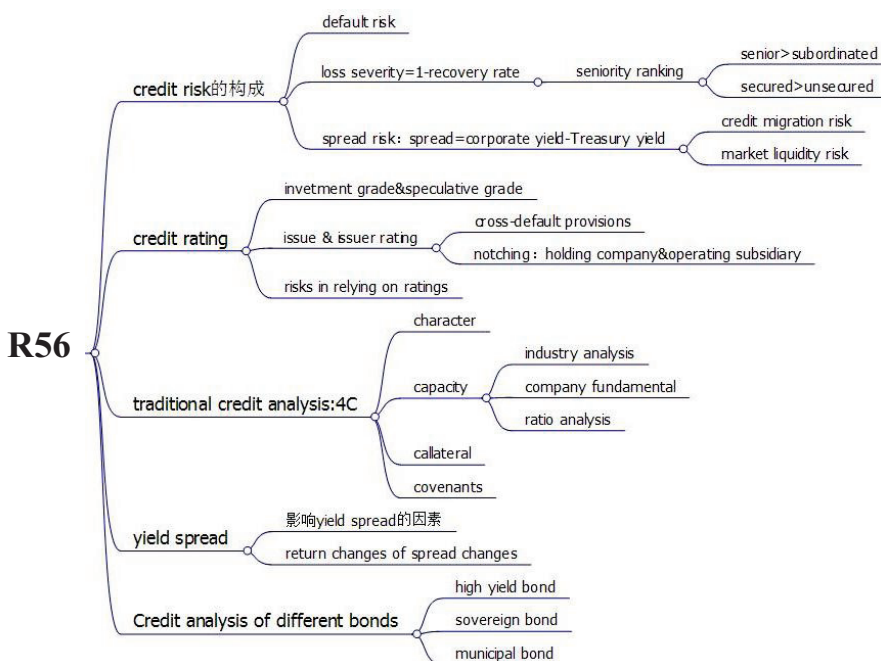 R56
credit risk的构成
default risk
loss severity=1-recovery rate
seniority ranking
senior>subordinated
secured>unsecured
spread risk：spread=corporate yield-Treasury yield
credit migration risk
market liquidity risk
credit rating
invetment grade&speculative grade
issue & issuer rating
cross-default provisions
notching：holding company&operating subsidiary
risks in relying on ratings
traditional credit analysis:4C
character
capacity
industry analysis
company fundamental
ratio analysis
callateral
covenants
yield spread
影响yield spread的因素
return changes of spread changes
Credit analysis of different bonds
high yield bond
sovereign bond
municipal bond